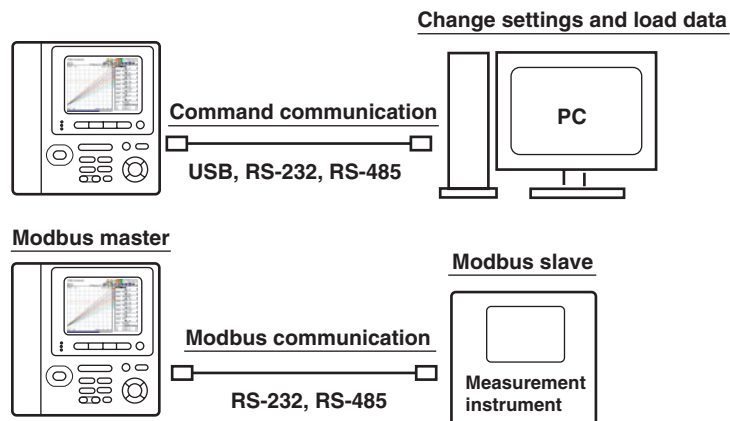 Change settings and load data
Command communication
PC
USB, RS-232, RS-485
Modbus master
Modbus slave
Modbus communication
RS-232, RS-485
Measurement
instrument